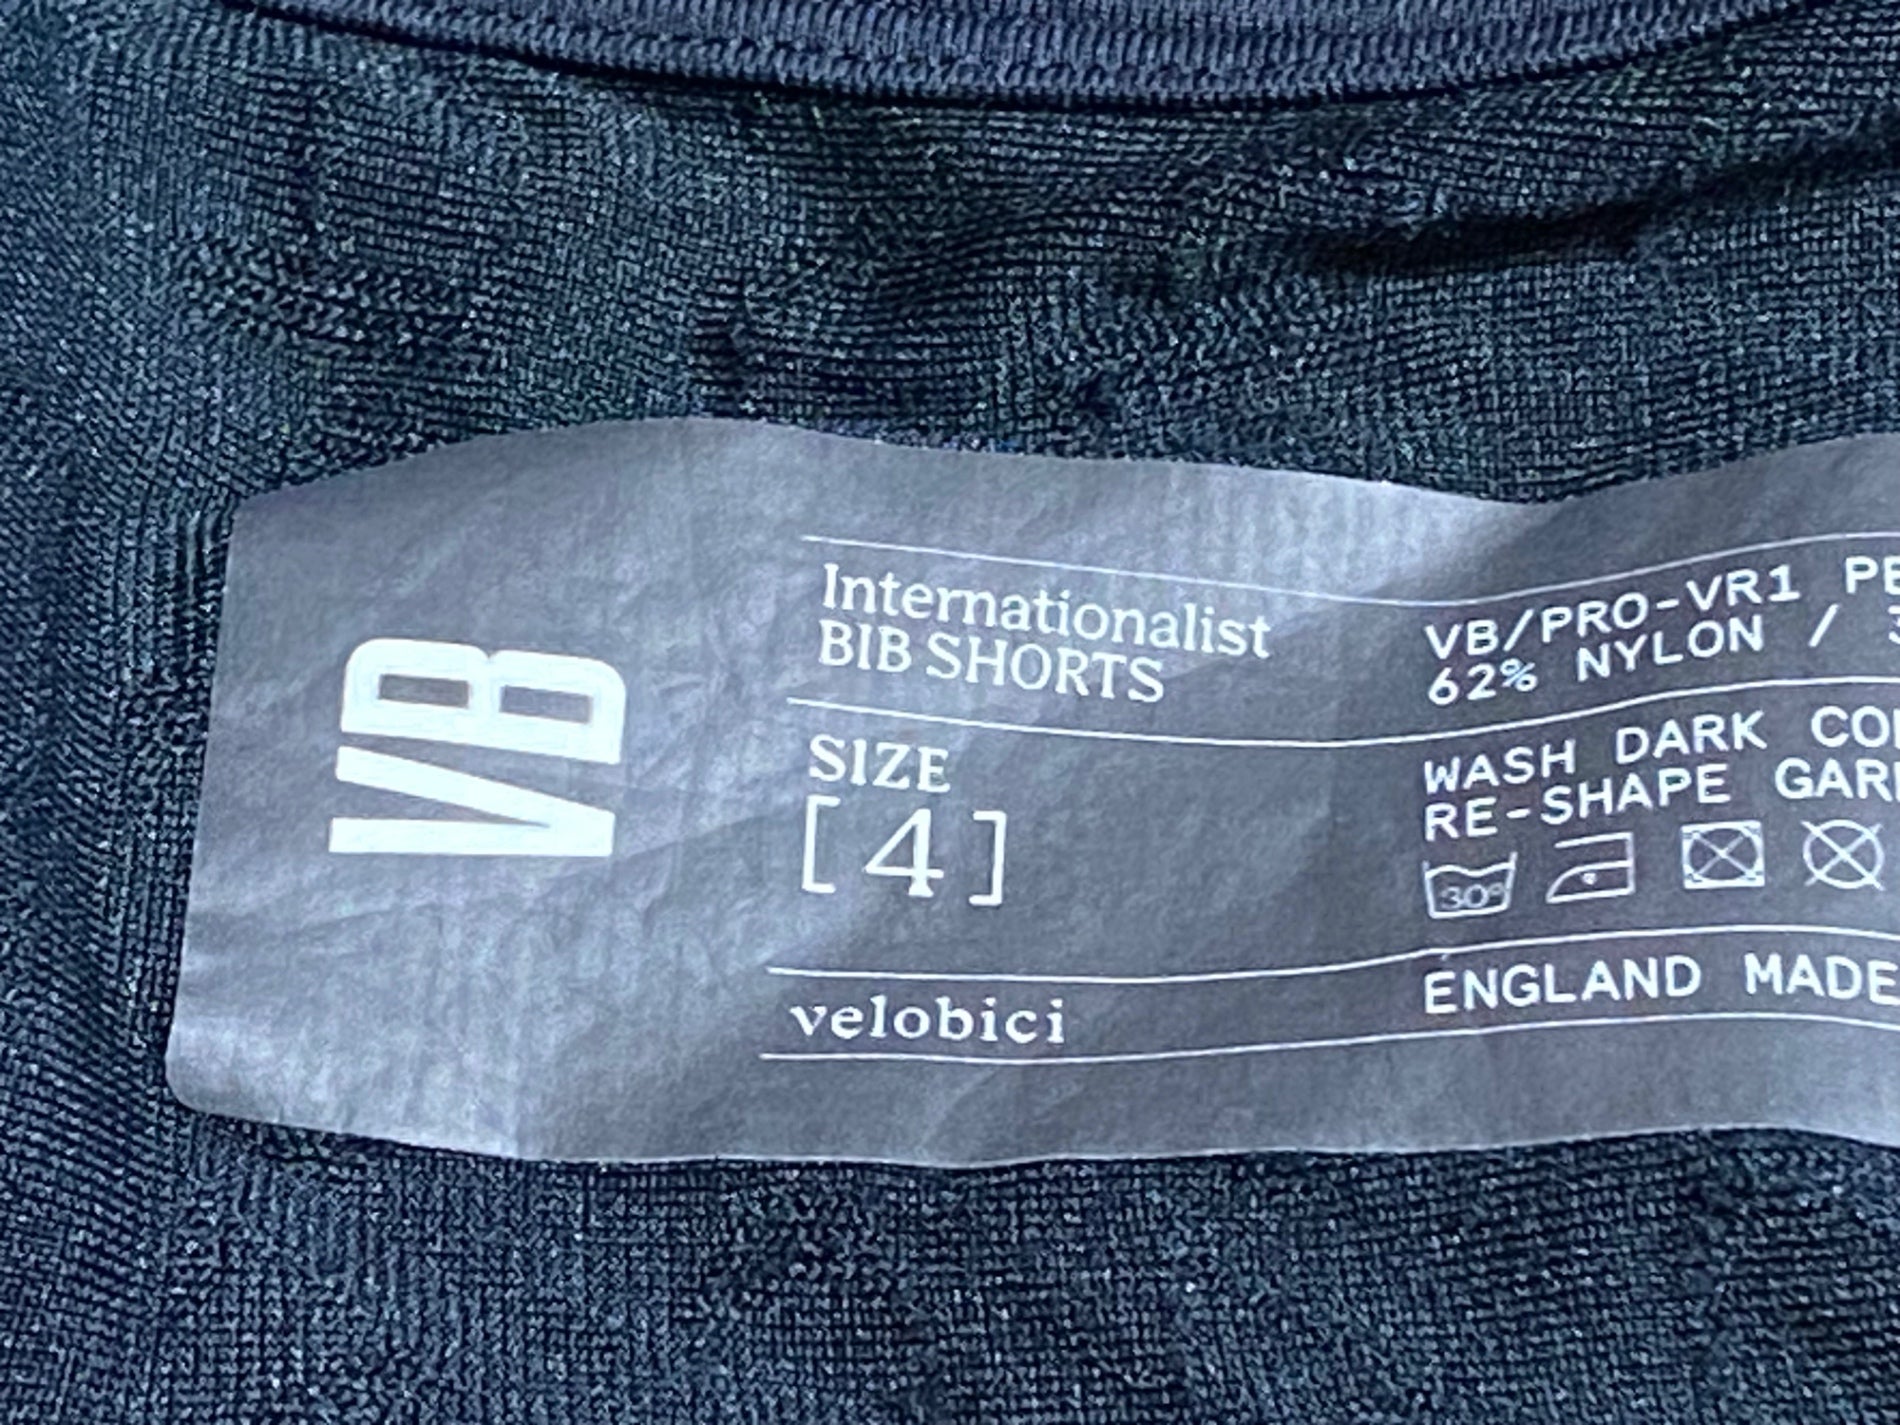 VB
Internationalist
BIB SHORTS
SIZE
[4]
velobici
VB/PRO-VR1
62% NYLON /
WASH DARK
RE-SHAPE
30°
ENGLAND MADE